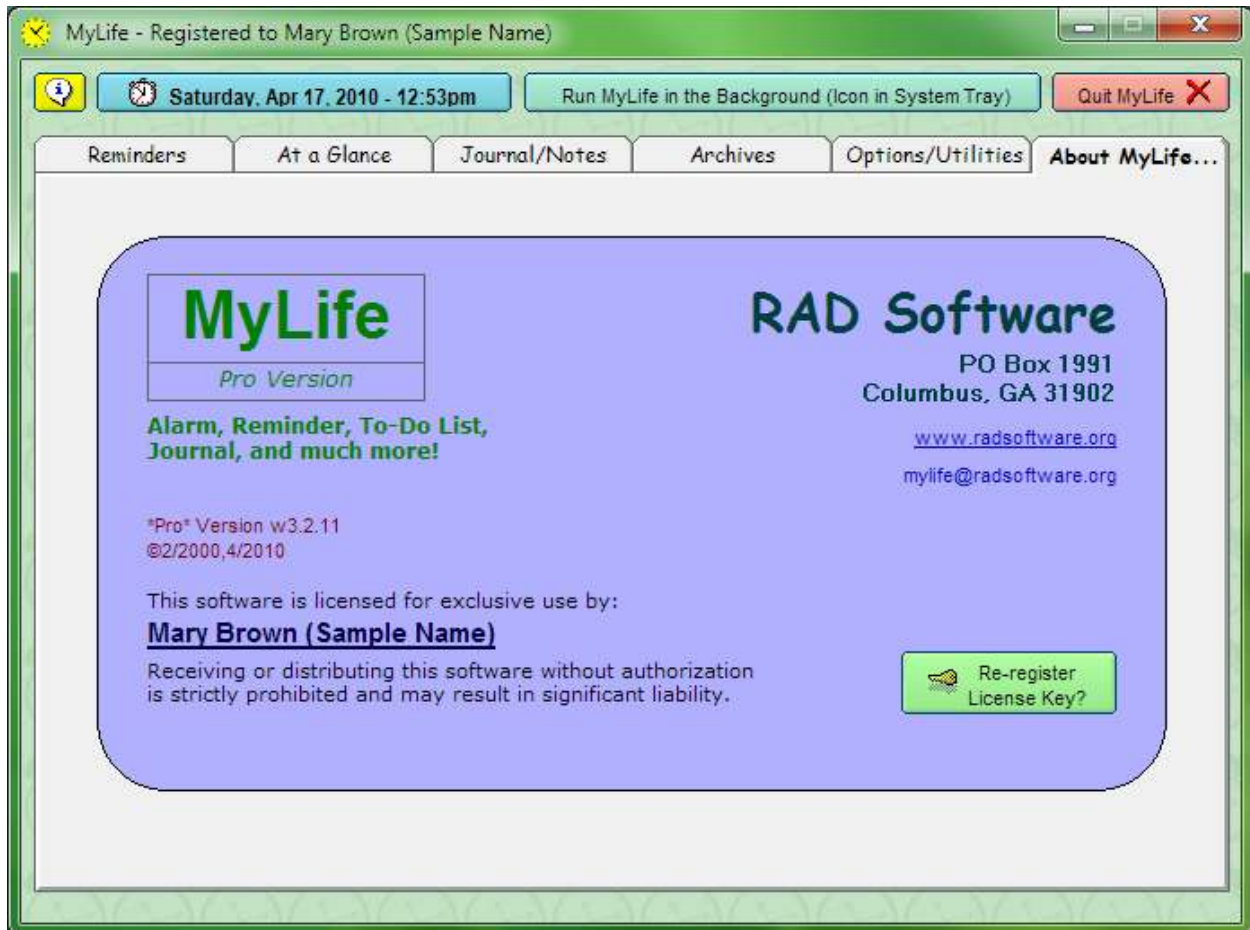 MyLife - Registered to Mary Brown (Sample Name)
Saturday, Apr 17, 2010 - 12:53pm
Run MyLife in the Background (Icon in System Tray)
Quit MyLife
Reminders
At a Glance
Journal/Notes
Archives
Options/Utilities
About MyLife...
MyLife
Pro Version
Alarm, Reminder, To-Do List,
Journal, and much more!
RAD Software
PO Box 1991
Columbus, GA 31902
www.radsoftware.org
mylife@radsoftware.org
*Pro* Version w3.2.11
©2/2000,4/2010
This software is licensed for exclusive use by:
Mary Brown (Sample Name)
Receiving or distributing this software without authorization
is strictly prohibited and may result in significant liability.
Re-register
License Key?